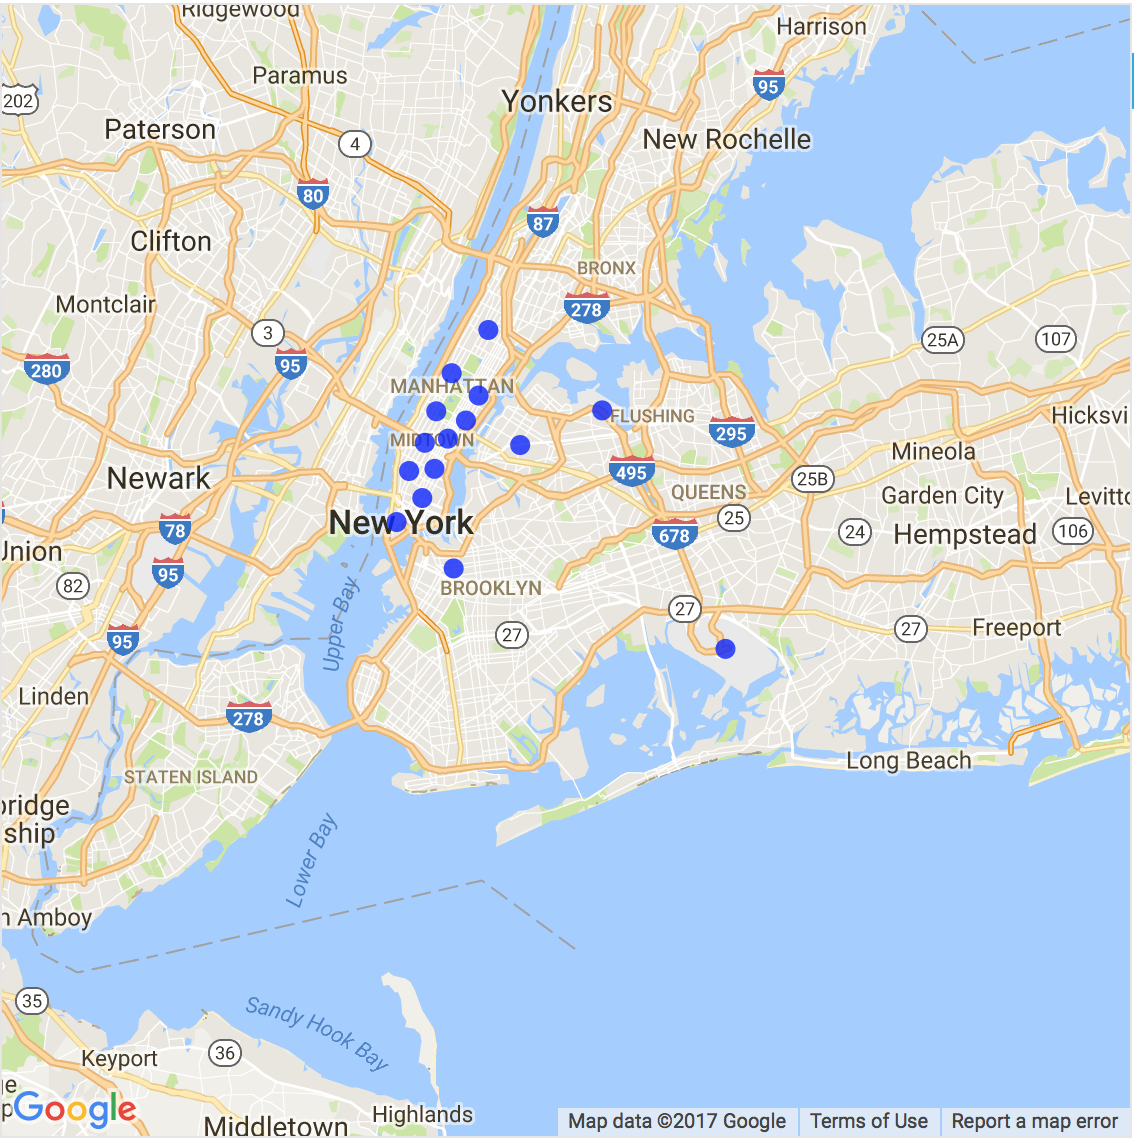 Ridgewood
Harrison
Paramus
95
202
Yonkers
Paterson
New Rochelle
4
80
87
Clifton
BRONX
Montclair
278
3
25A
107
95
280
MANHATTAN
FLUSHING
Hicksvi
295
MIDTOWN
Mineola
495
Newark
25B
QUEENS
Garden City
Levitto
25
New York
78
678
24
106
Hempstead
Union
95
82
BROOKLYN
27
27
27
Freeport
95
Upper Bay
Linden
278
Long Beach
STATEN ISLAND
bridge
ship
Lower Bay
n Amboy
35
Sandy Hook Bay
36
Keyport
Google
Highlands
Middletown
Map data ©2017 Google
Terms of Use
Report a map error